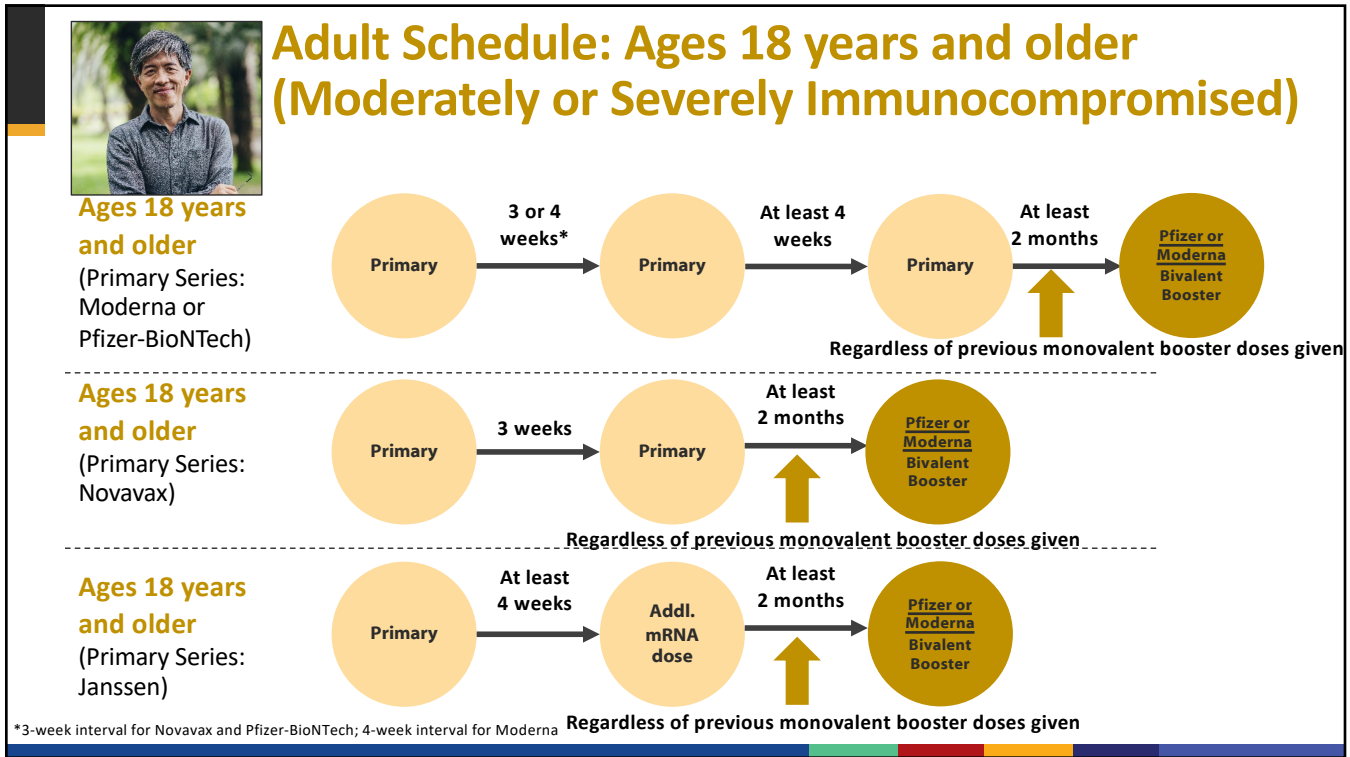 Adult Schedule: Ages 18 years and older
(Moderately or Severely Immunocompromised)
Ages 18 years
and older
(Primary Series:
Moderna or
Pfizer-BioNTech)
Primary
3 or 4
weeks*
Primary
At least 4
weeks
Primary
At least
2 months
Pfizer or
Moderna
Bivalent
Booster
Regardless of previous monovalent booster doses given
Ages 18 years
and older
(Primary Series:
Novavax)
Primary
3 weeks
Primary
At least
2 months
Pfizer or
Moderna
Bivalent
Booster
Regardless of previous monovalent booster doses given
Ages 18 years
and older
(Primary Series:
Janssen)
Primary
At least
4 weeks
Addl.
mRNA
dose
At least
2 months
Pfizer or
Moderna
Bivalent
Booster
Regardless of previous monovalent booster doses given
*3-week interval for Novavax and Pfizer-BioNTech; 4-week interval for Moderna